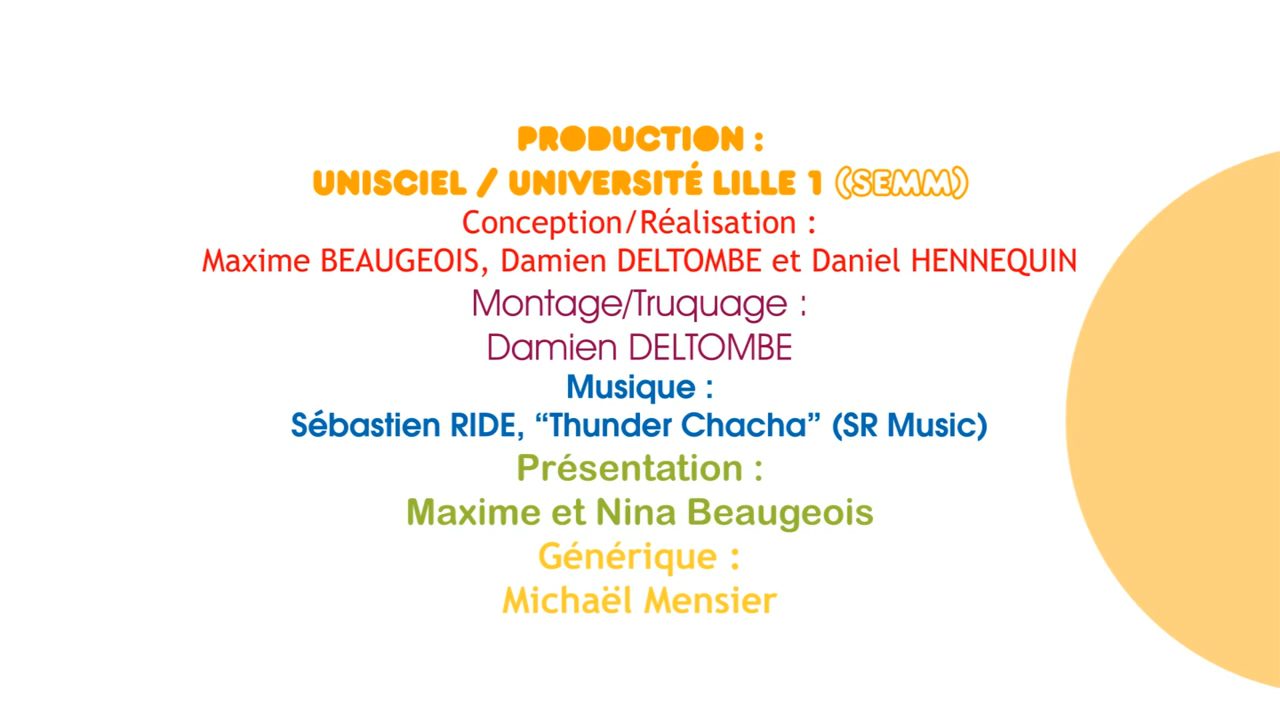 PRODUCTION :
UNISCIEL / UNIVERSITÉ LILLE 1 (SEMM)
Conception/Réalisation :
Maxime BEAUGEOIS, Damien DELTOMBE et Daniel HENNEQUIN
Montage/Truquage :
Damien DELTOMBE
Musique :
Sébastien RIDE, “Thunder Chacha” (SR Music)
Présentation :
Maxime et Nina Beaugeois
Générique :
Michaël Mensier